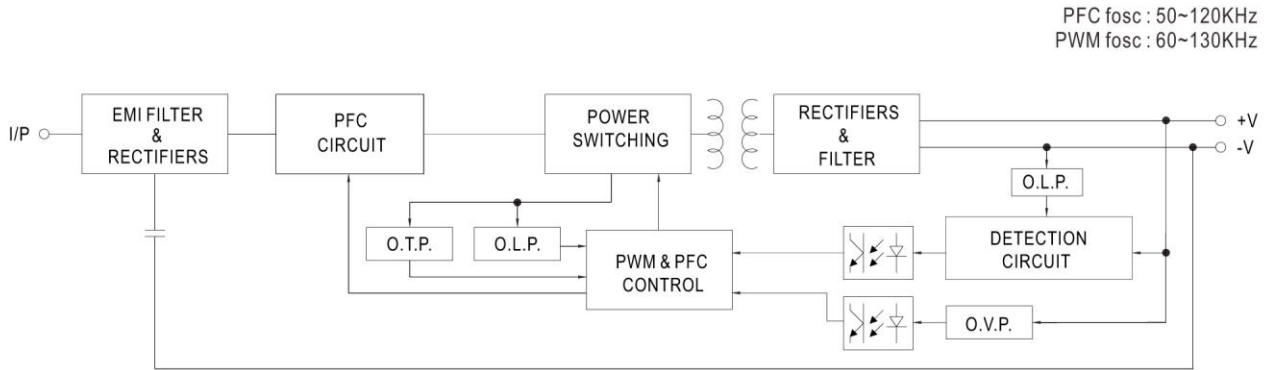 PFC fosc : 50~120KHz
PWM fosc : 60~130KHz
I/P
EMI FILTER
&
RECTIFIERS
PFC
CIRCUIT
POWER
SWITCHING
RECTIFIERS
&
FILTER
+V
-V
O.L.P.
O.T.P.
O.L.P.
PWM & PFC
CONTROL
DETECTION
CIRCUIT
O.V.P.